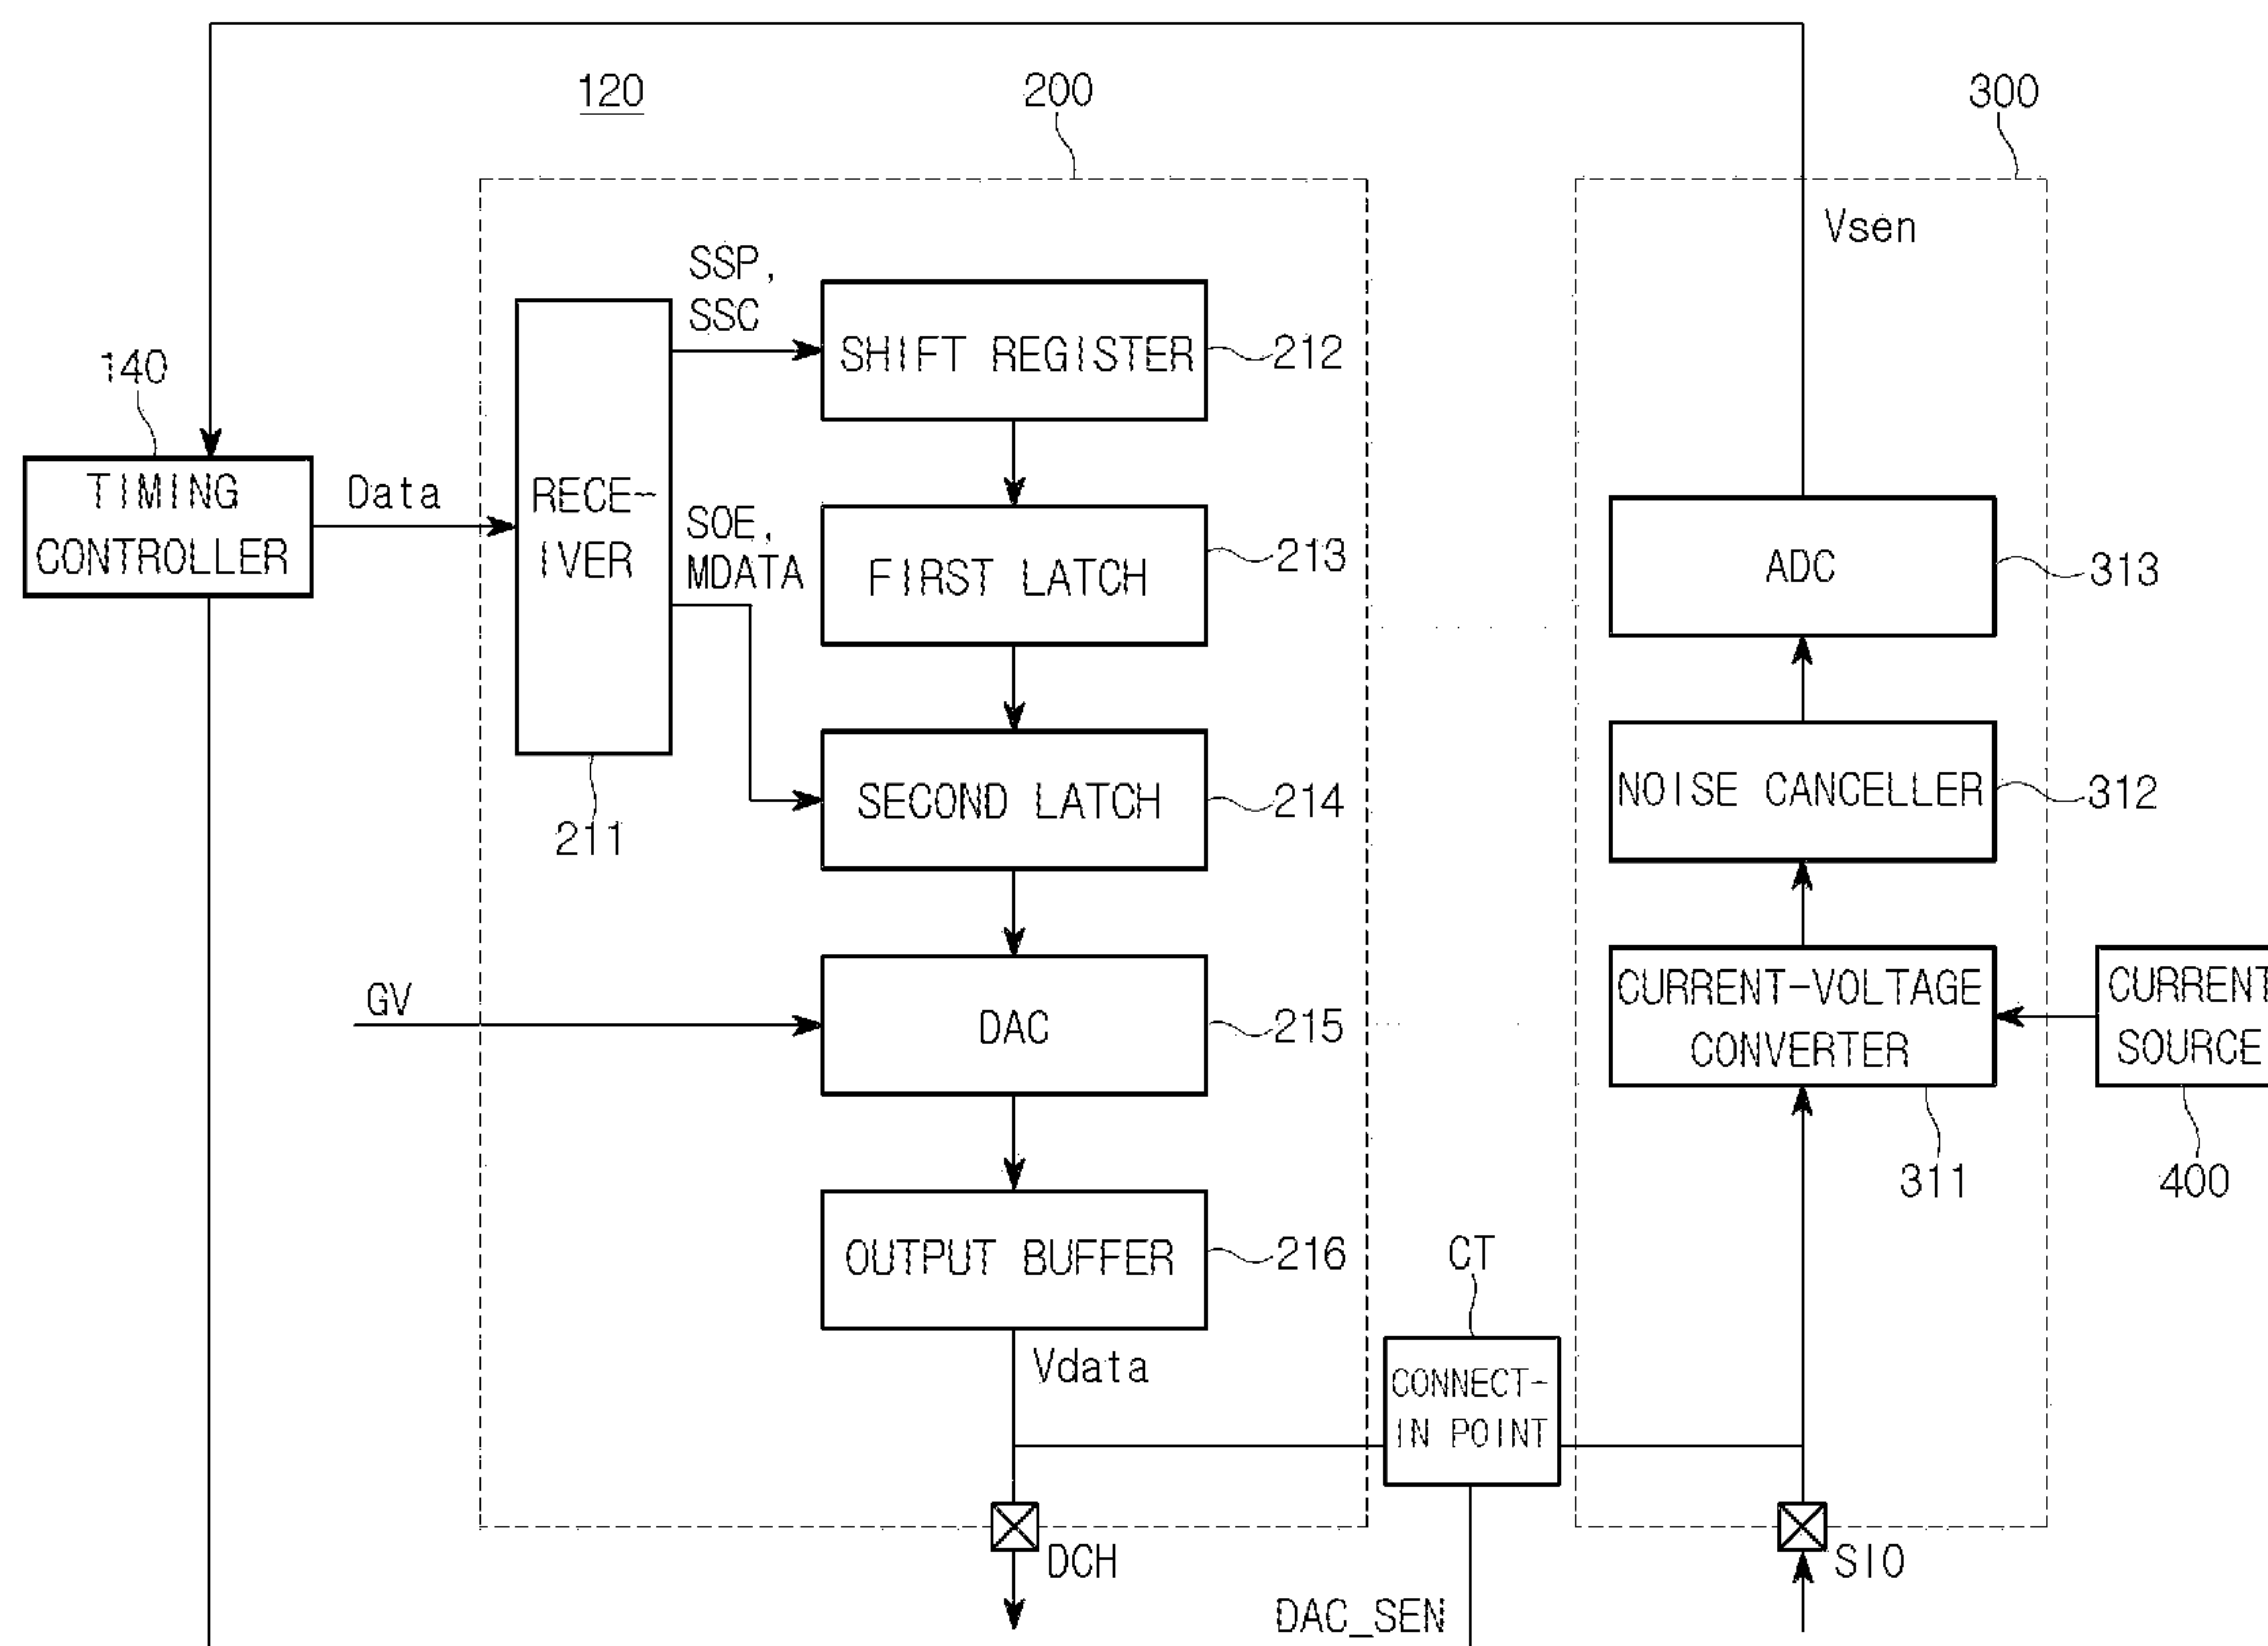 120
200
300
Vsen
SSP,
SSC
SHIFT REGISTER
212
140
TIMING
CONTROLLER
Data
RECE-
IVER
SOE,
MDATA
FIRST LATCH
213
ADC
313
SECOND LATCH
214
211
NOISE CANCELLER
312
GV
DAC
215
CURRENT-VOLTAGE
CONVERTER
311
CURRENT
SOURCE
400
OUTPUT BUFFER
216
CT
Vdata
CONNECT-
IN POINT
DCH
SIO
DAC_SEN